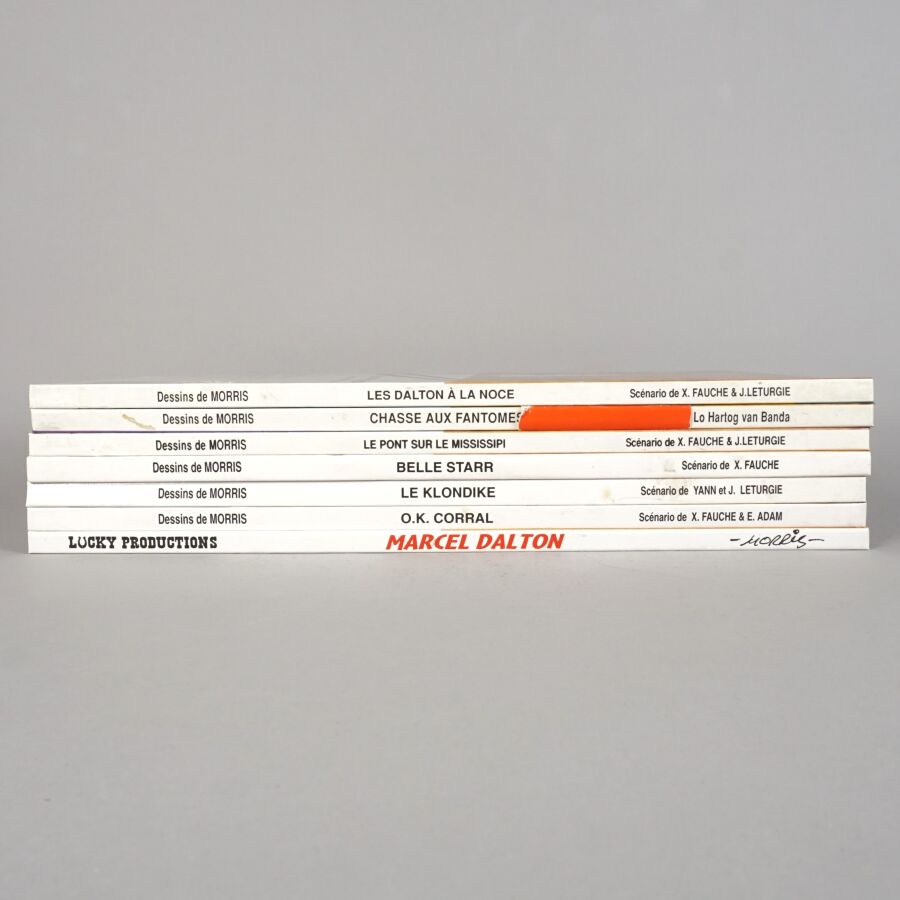 Dessins de MORRIS LES DALTON À LA NOCE Scénario de X. FAUCHE & J.LETURGIE
Dessins de MORRIS CHASSE AUX FANTOMES Lo Hartog van Banda
Dessins de MORRIS LE PONT SUR LE MISSISSIPI Scénario de X. FAUCHE & J.LETURGIE
Dessins de MORRIS BELLE STARR Scénario de X. FAUCHE
Dessins de MORRIS LE KLONDIKE Scénario de YANN et J. LETURGIE
Dessins de MORRIS O.K. CORRAL Scénario de X. FAUCHE & E. ADAM
LUCKY PRODUCTIONS MARCEL DALTON -MORRIS-